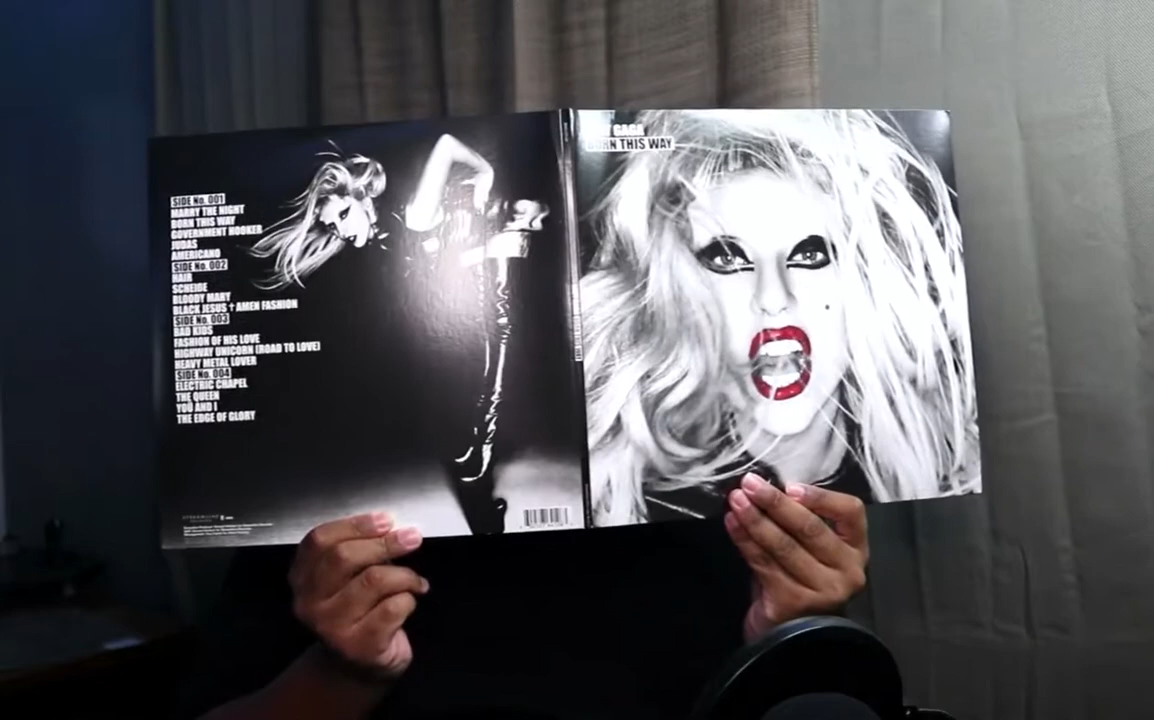 SIDE No. 001
MARRY THE NIGHT
BORN THIS WAY
GOVERNMENT HOOKER
JUDAS
AMERICANO
SIDE No. 002
HAIR
SCHEIßE
BLOODY MARY
BLACK JESUS † AMEN FASHION
SIDE No. 003
BAD KIDS
FASHION OF HIS LOVE
HIGHWAY UNICORN (ROAD TO LOVE)
HEAVY METAL LOVER
SIDE No. 004
ELECTRIC CHAPEL
THE QUEEN
YOÜ AND I
THE EDGE OF GLORY
GAGA
BORN THIS WAY